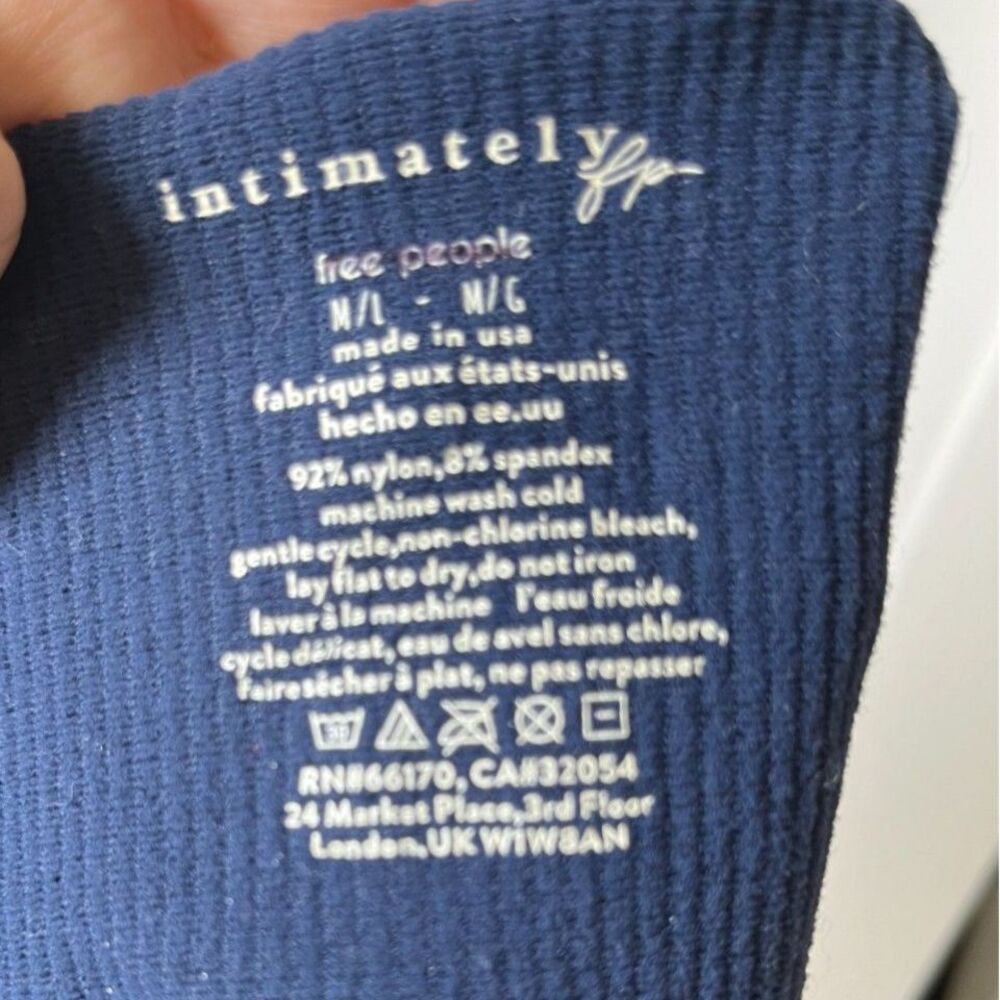 intimately fp
free people
M/L - M/G
made in usa
fabriqué aux états-unis
hecho en ee.uu
92% nylon,8% spandex
machine wash cold
gentle cycle,non-chlorine bleach,
lay flat to dry,do not iron
laver à la machine l'eau froide
cycle délicat, eau de avel sans chlore,
faire sécher à plat, ne pas repasser
30
RN#66170, CA#32054
24 Market Place,3rd Floor
London.UK W1W8AN